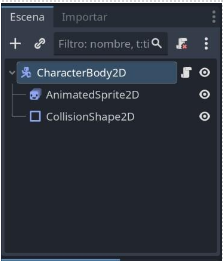 Escena Importar
Filtro: nombre, t:ti
CharacterBody2D
AnimatedSprite2D
CollisionShape2D